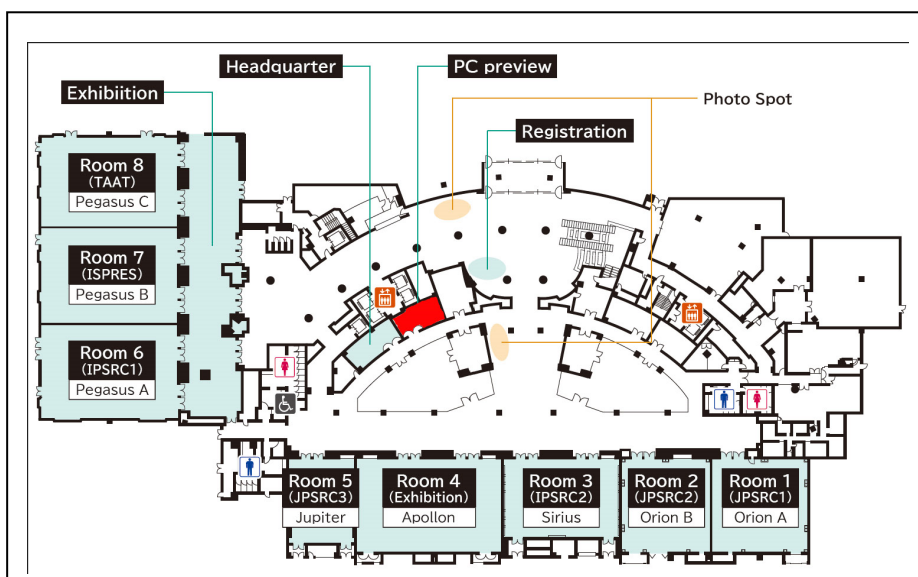 Headquarter
PC preview
Exhibiition
Photo Spot
Registration
Room 8
(TAAT)
Pegasus C
Room 7
(ISPRES)
Pegasus B
Room 6
(IPSRC1)
Pegasus A
Room 5
(JPSRC3)
Jupiter
Room 4
(Exhibition)
Apollon
Room 3
(IPSRC2)
Sirius
Room 2
(JPSRC2)
Orion B
Room 1
(JPSRC1)
Orion A